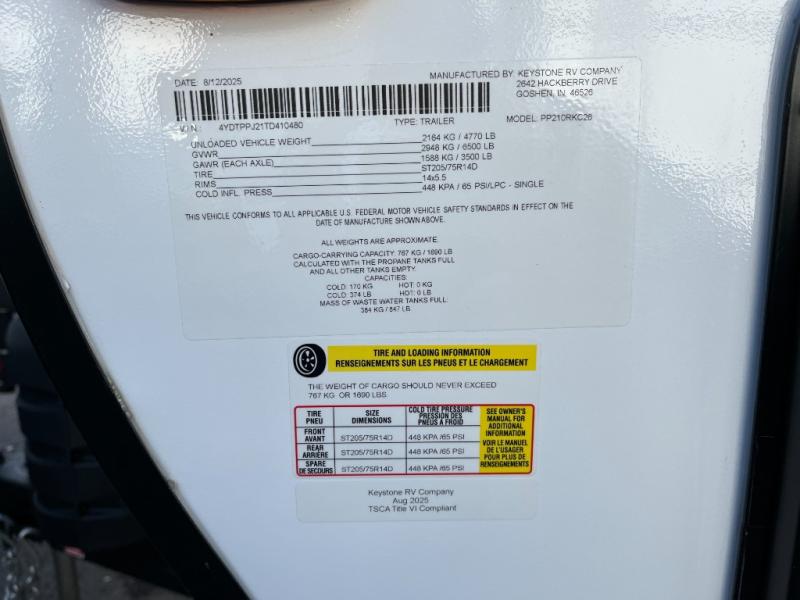 DATE: 8/12/2025
MANUFACTURED BY: KEYSTONE RV COMPANY
2642 HACKBERRY DRIVE
GOSHEN, IN. 46526
V.I.N.: 4YDTPPJ21TD410480 TYPE: TRAILER MODEL: PP210RKC26
UNLOADED VEHICLE WEIGHT 2164 KG / 4770 LB
GVWR 2948 KG / 6500 LB
GAWR (EACH AXLE) 1588 KG / 3500 LB
TIRE ST205/75R14D
RIMS 14x5.5
COLD INFL. PRESS 448 KPA / 65 PSI/LPC - SINGLE
THIS VEHICLE CONFORMS TO ALL APPLICABLE U.S. FEDERAL MOTOR VEHICLE SAFETY STANDARDS IN EFFECT ON THE
DATE OF MANUFACTURE SHOWN ABOVE.
ALL WEIGHTS ARE APPROXIMATE.
CARGO-CARRYING CAPACITY: 767 KG / 1690 LB
CALCULATED WITH THE PROPANE TANKS FULL
AND ALL OTHER TANKS EMPTY.
CAPACITIES:
COLD: 170 KG HOT: 0 KG
COLD: 374 LB HOT: 0 LB
MASS OF WASTE WATER TANKS FULL:
384 KG / 847 LB
TIRE AND LOADING INFORMATION
RENSEIGNEMENTS SUR LES PNEUS ET LE CHARGEMENT
THE WEIGHT OF CARGO SHOULD NEVER EXCEED
767 KG OR 1690 LBS.
TIRE
PNEU
SIZE
DIMENSIONS
COLD TIRE PRESSURE
PRESSION DES
PNEUS A FROID
SEE OWNER'S
MANUAL FOR
ADDITIONAL
INFORMATION
VOIR LE MANUEL
DE L'USAGER
POUR PLUS DE
RENSEIGNEMENTS
FRONT
AVANT
ST205/75R14D
448 KPA /65 PSI
REAR
ARRIÈRE
ST205/75R14D
448 KPA /65 PSI
SPARE
DE SECOURS
ST205/75R14D
448 KPA /65 PSI
Keystone RV Company
Aug 2025
TSCA Title VI Compliant